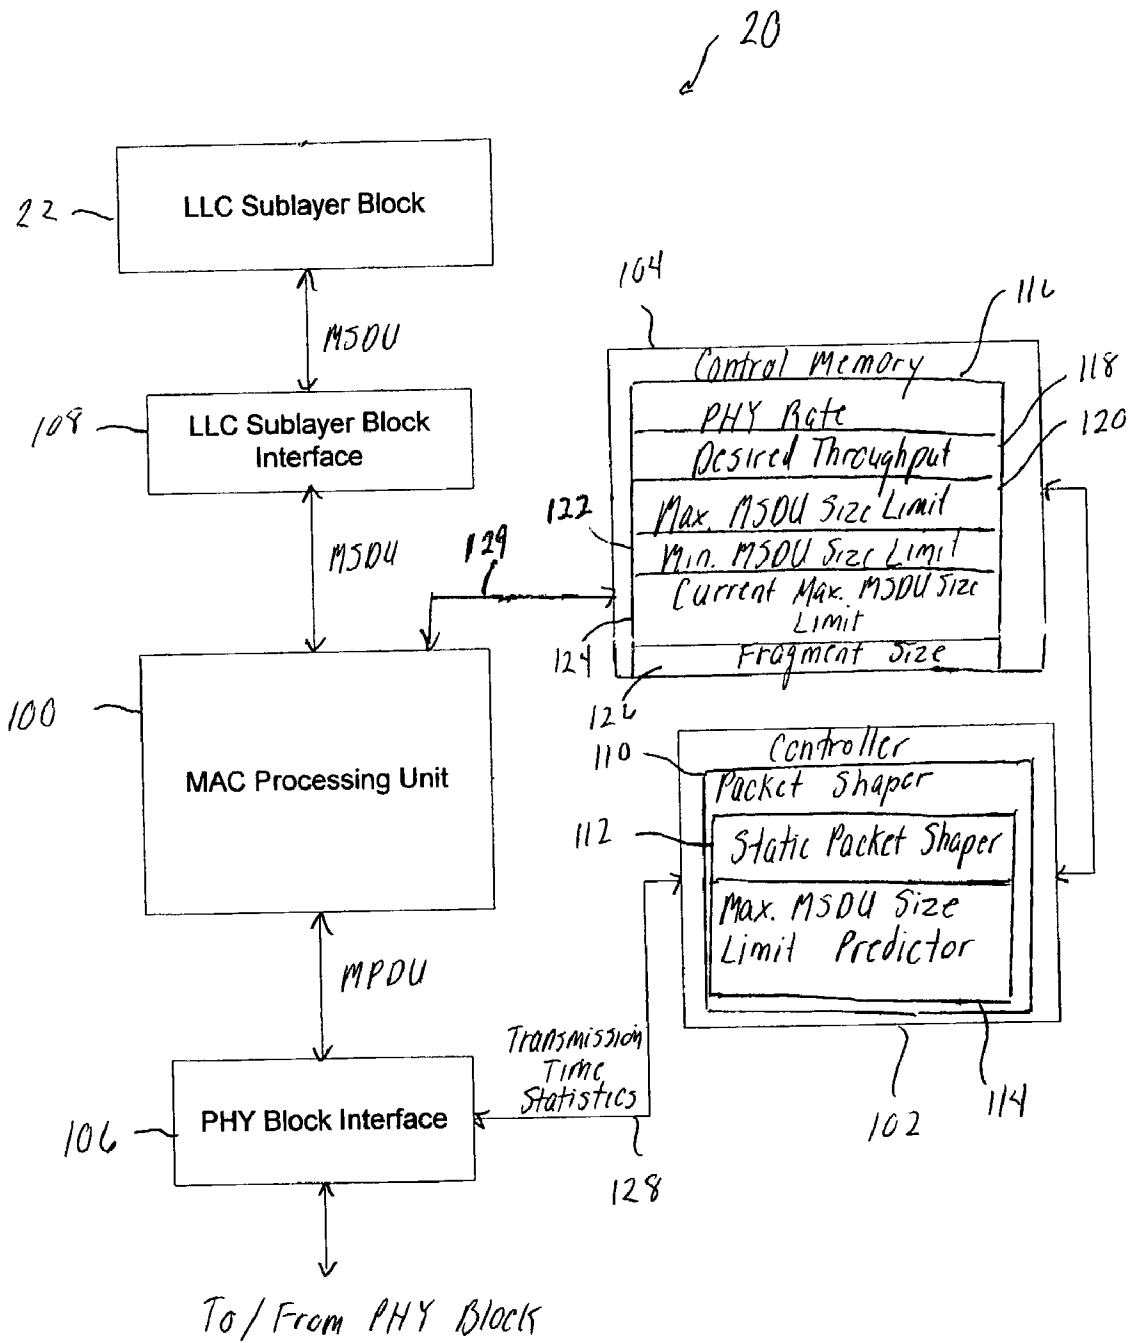 20
LLC Sublayer Block
22
MSDU
104
116
Control Memory
118
108
LLC Sublayer Block
Interface
PHY Rate
120
Desired Throughput
Max. MSDU Size Limit
122
MSDU
129
Min. MSDU Size Limit
Current Max. MSDU Size
Limit
124
Fragment Size
126
100
MAC Processing Unit
Controller
110
Packet Shaper
112
Static Packet Shaper
Max. MSDU Size
Limit Predictor
MPDU
Transmission
Time
Statistics
114
102
PHY Block Interface
106
128
To/From PHY Block